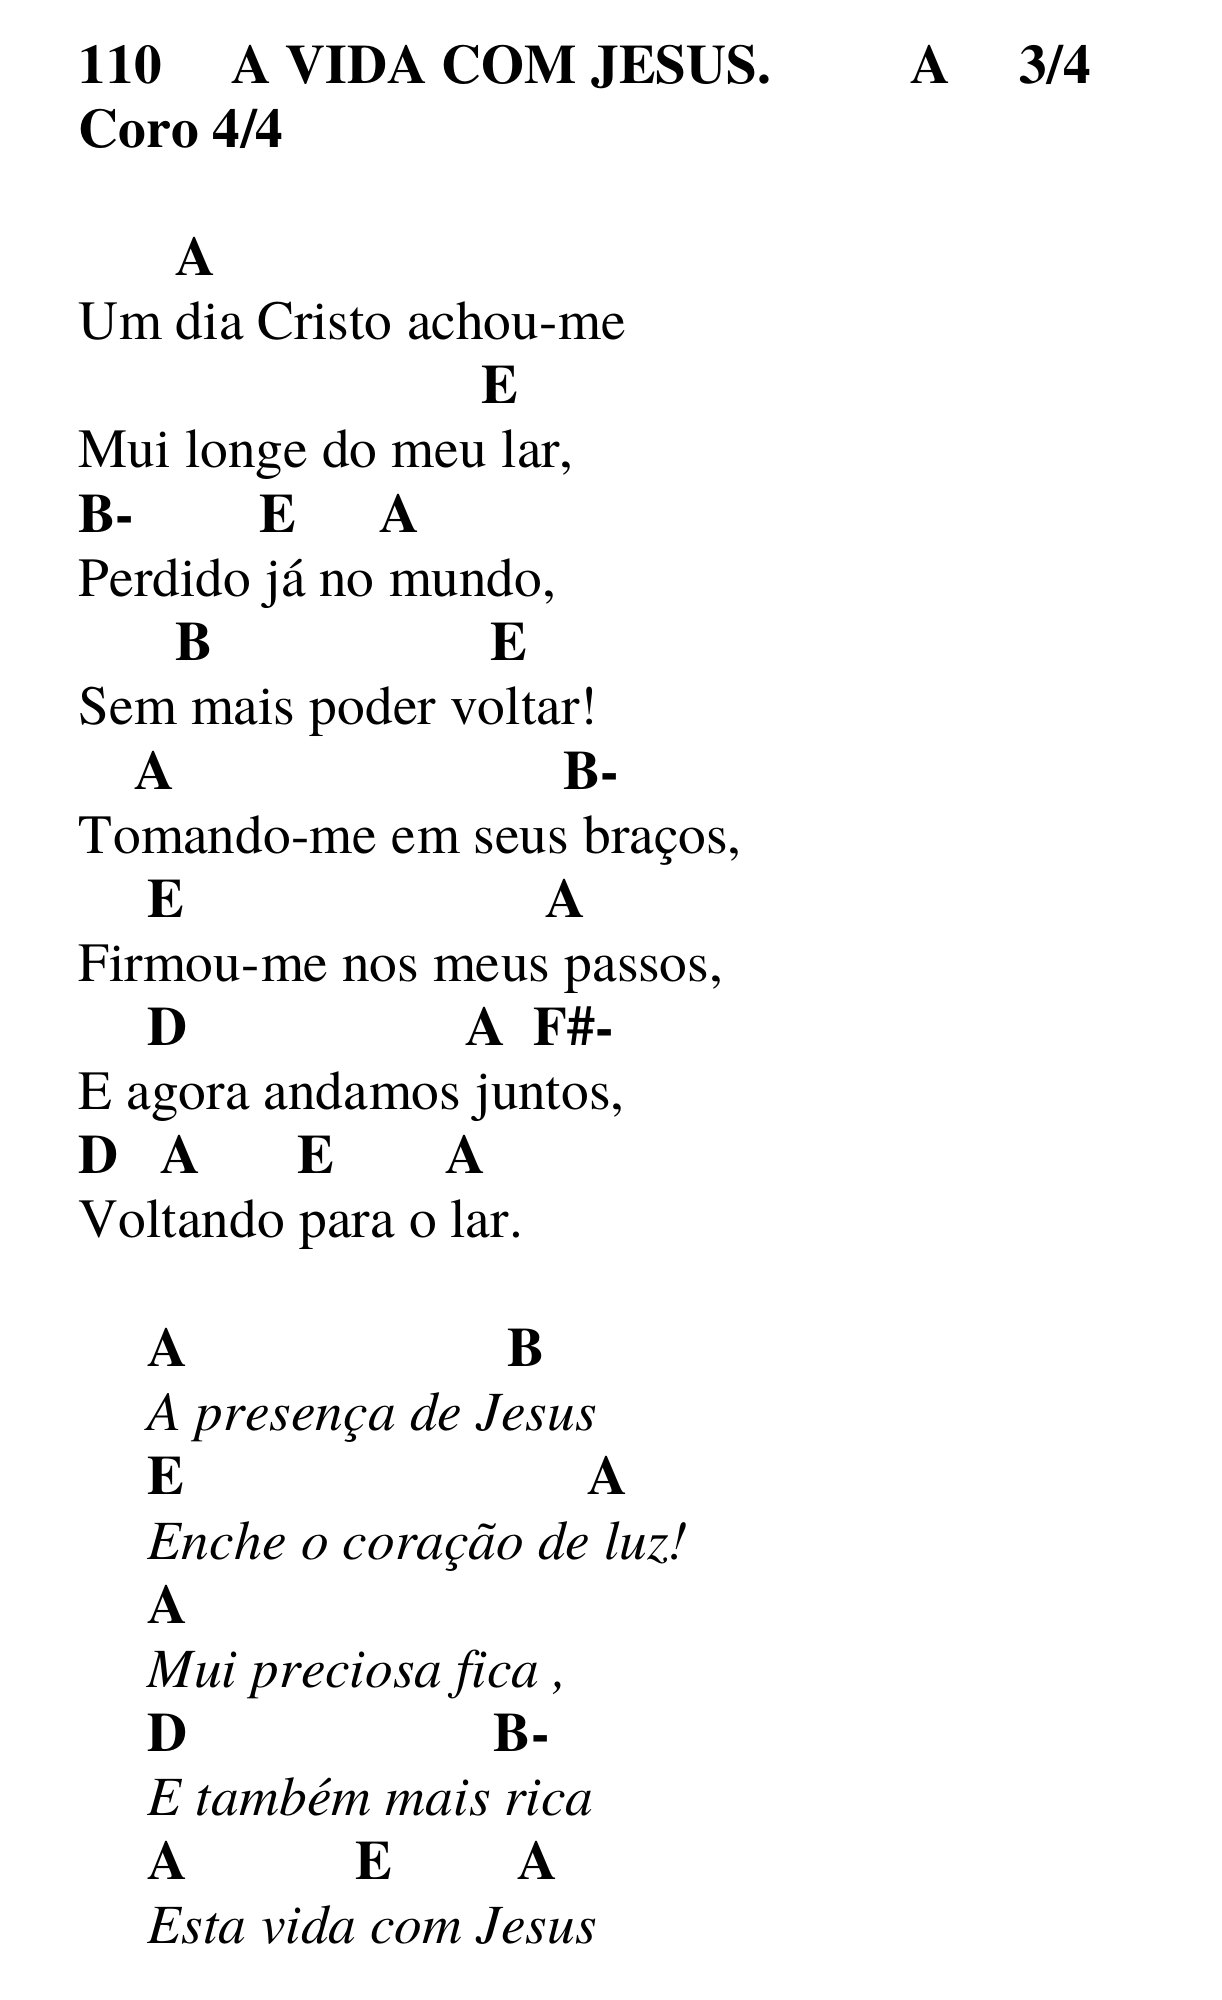 110     A VIDA COM JESUS.          A     3/4
Coro 4/4

       A
Um dia Cristo achou-me
                             E
Mui longe do meu lar,
B-         E      A
Perdido já no mundo,
       B                    E
Sem mais poder voltar!
    A                            B-
Tomando-me em seus braços,
     E                          A
Firmou-me nos meus passos,
     D                    A  F#-
E agora andamos juntos,
D   A       E        A
Voltando para o lar.

     A                       B
     A presença de Jesus
     E                             A
     Enche o coração de luz!
     A
     Mui preciosa fica ,
     D                      B-
     E também mais rica
     A            E         A
     Esta vida com Jesus